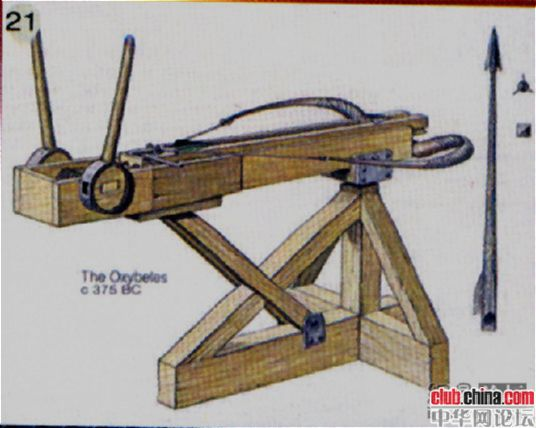 21
The Oxybeles
c 375 BC
club.china.com
中华网论坛